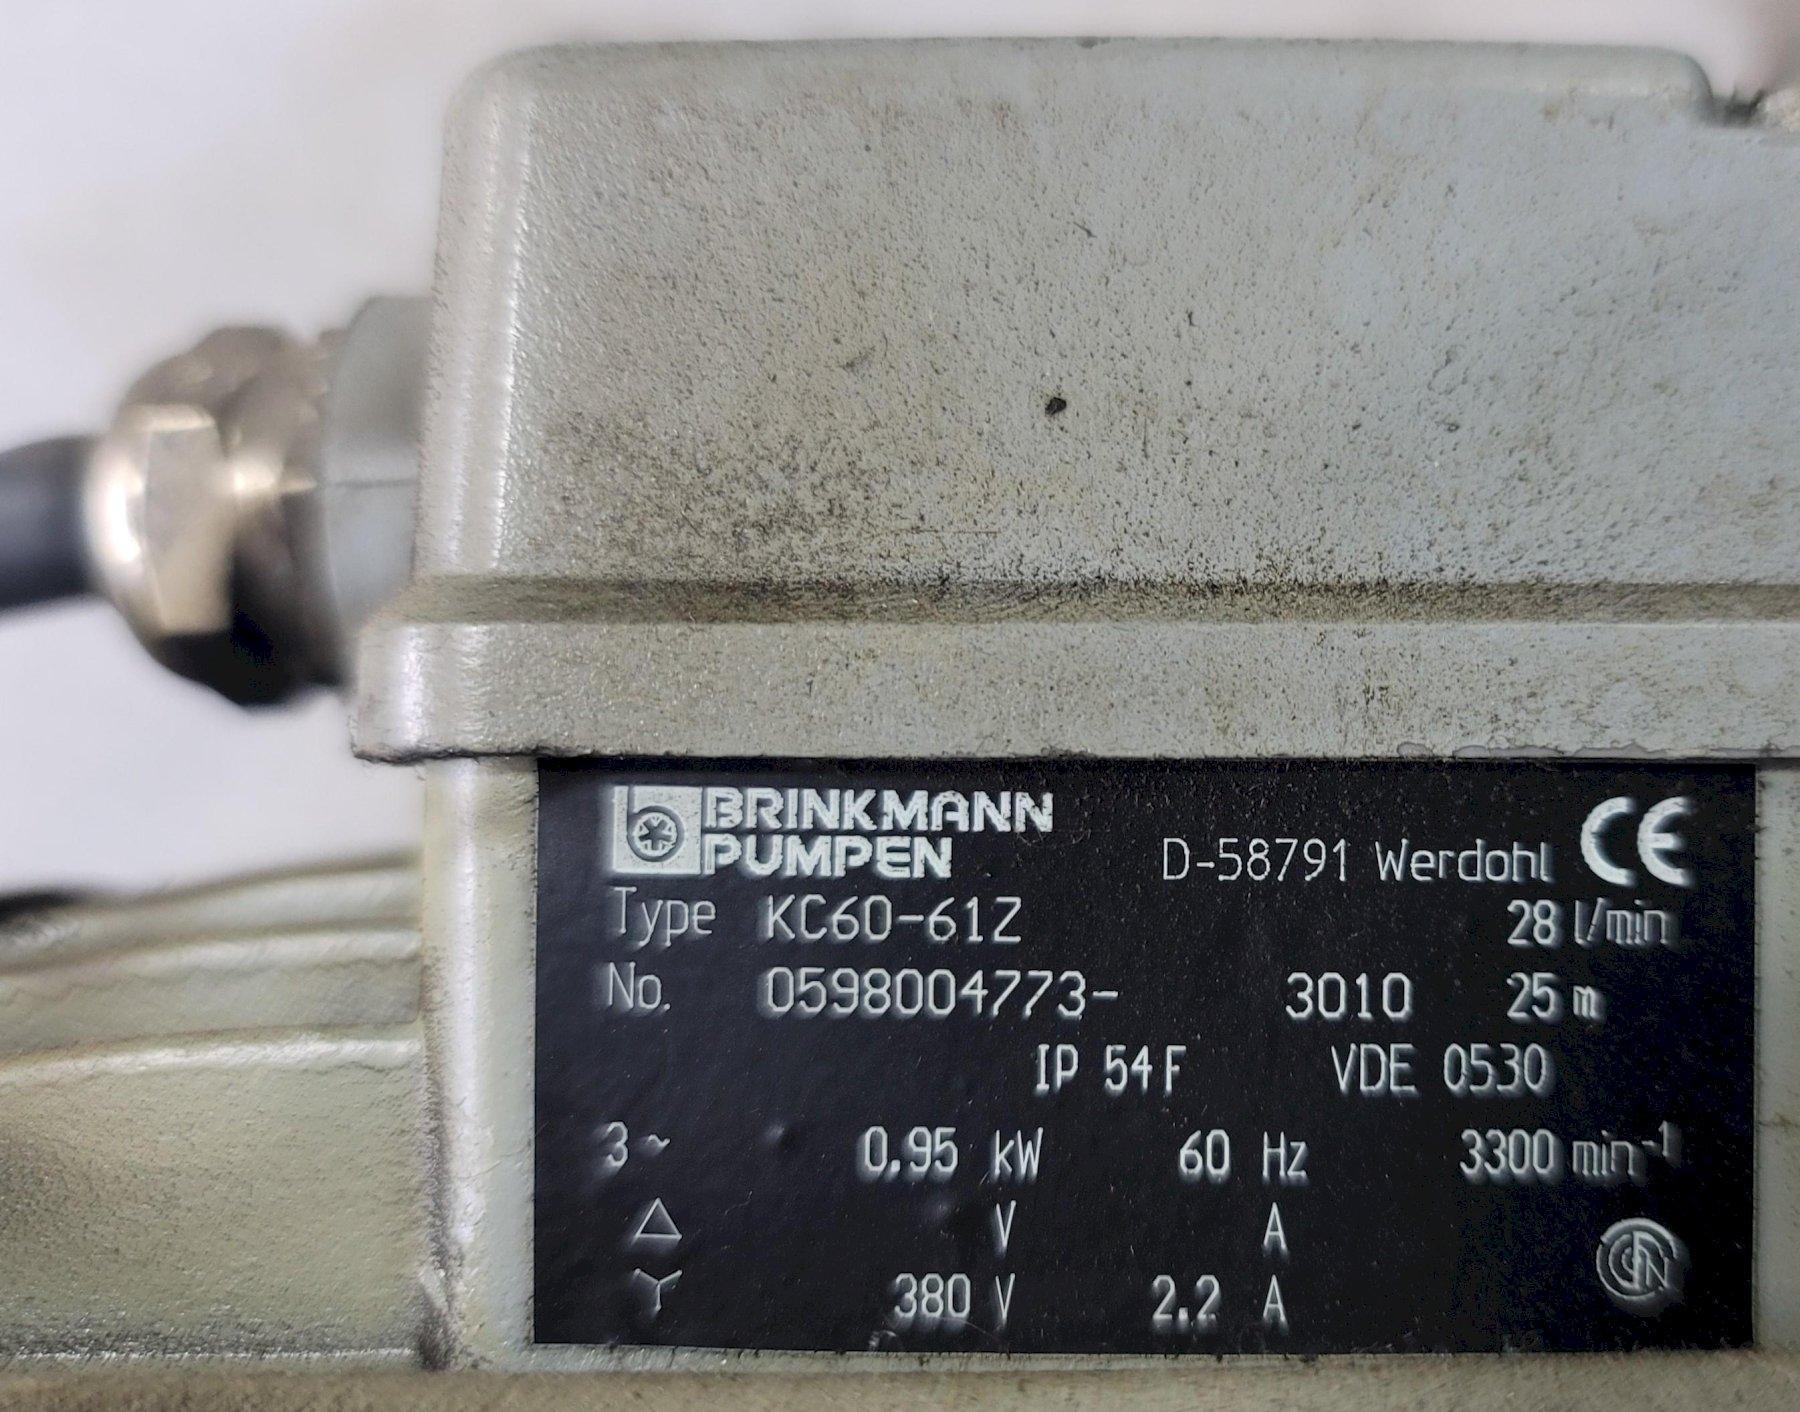 BRINKMANN
PUMPEN
D-58791 Werdohl CE
Type KC60-61Z 28 l/min
No. 0598004773- 3010 25 m
IP 54 F VDE 0530
3~ 0.95 kW 60 Hz 3300 min⁻¹
△ V A
Y 380 V 2.2 A